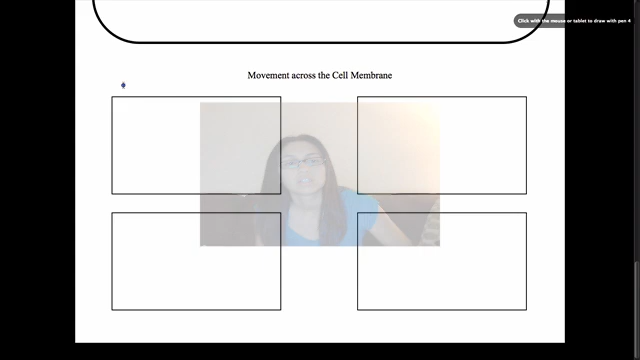 Click with the mouse or tablet to draw with pen 4
Movement across the Cell Membrane